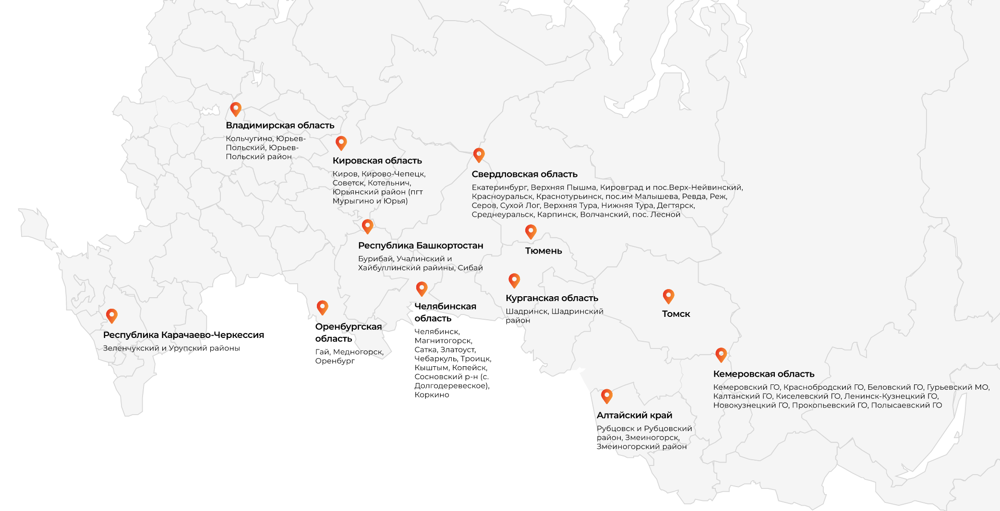 Владимирская область
Кольчугино, Юрьев-
Польский, Юрьев-
Польский район
Кировская область
Киров, Кирово-Чепецк,
Советск, Котельнич,
Юрьянский район (пгт
Мурыгино и Юрья)
Свердловская область
Екатеринбург, Верхняя Пышма, Кировград и пос.Верх-Нейвинский,
Красноуральск, Краснотурьинск, пос.им Малышева, Ревда, Реж,
Серов, Сухой Лог, Верхняя Тура, Нижняя Тура, Дегтярск,
Среднеуральск, Карпинск, Волчанский, пос. Лесной
Республика Башкортостан
Бурибай, Учалинский и
Хайбуллинский райины, Сибай
Тюмень
Курганская область
Шадринск, Шадринский
район
Томск
Челябинская
область
Челябинск,
Магнитогорск,
Сатка, Златоуст,
Чебаркуль, Троицк,
Кыштым, Копейск,
Сосновский р-н (с.
Долгодеревеское),
Коркино
Оренбургская
область
Гай, Медногорск,
Оренбург
Республика Карачаево-Черкессия
Зеленчукский и Урупский районы
Кемеровская область
Кемеровский ГО, Краснобродский ГО, Беловский ГО, Гурьевский МО,
Калтанский ГО, Киселевский ГО, Ленинск-Кузнецкий ГО,
Новокузнецкий ГО, Прокопьевский ГО, Полысаевский ГО
Алтайский край
Рубцовск и Рубцовский
район, Змеиногорск,
Змеиногорский район